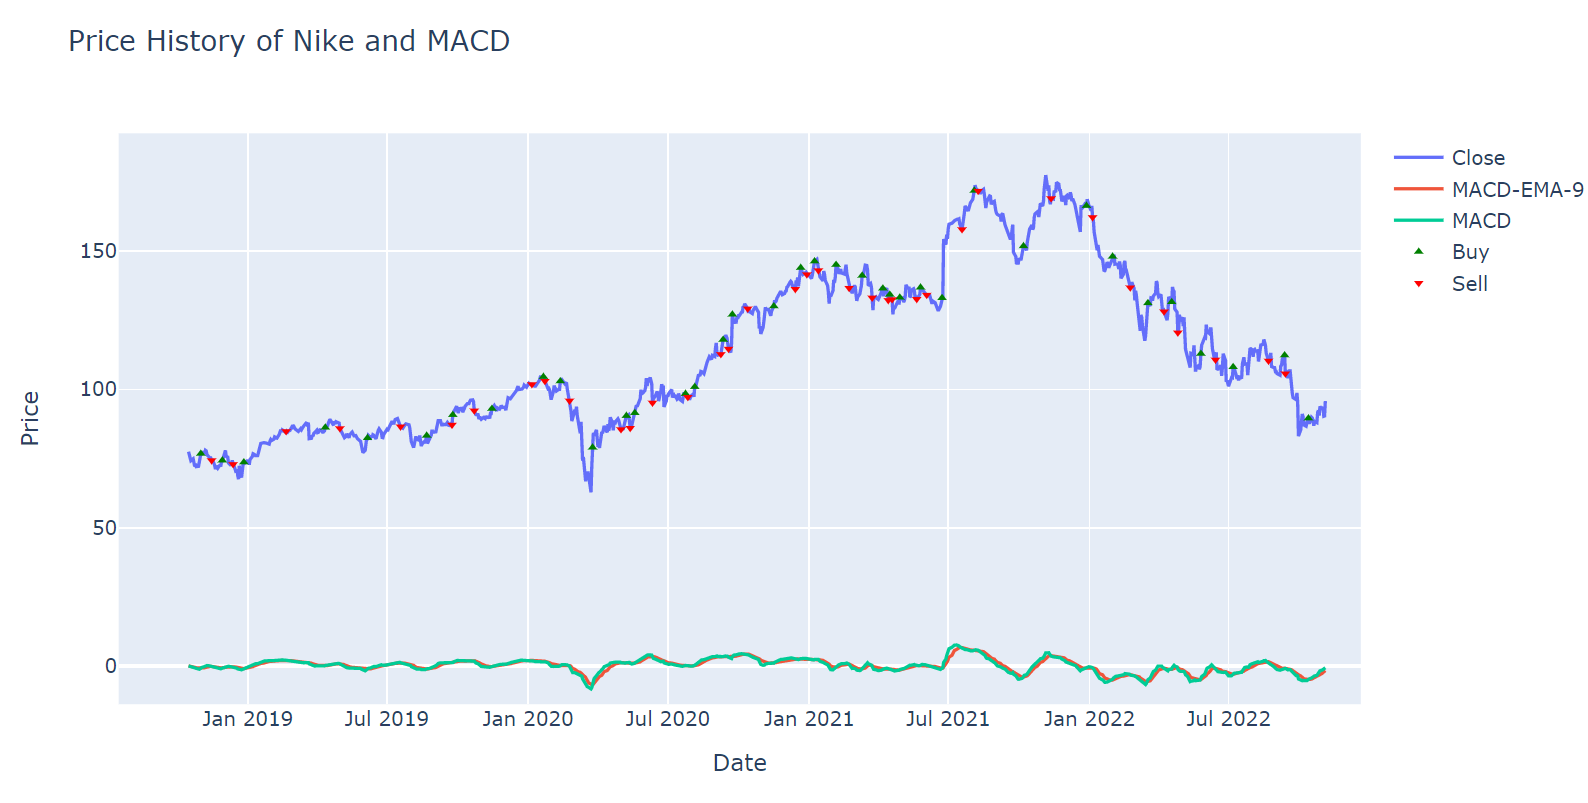 Price History of Nike and MACD
Close
MACD-EMA-9
MACD
Buy
Sell
150
100
50
0
Price
Jan 2019
Jul 2019
Jan 2020
Jul 2020
Jan 2021
Jul 2021
Jan 2022
Jul 2022
Date